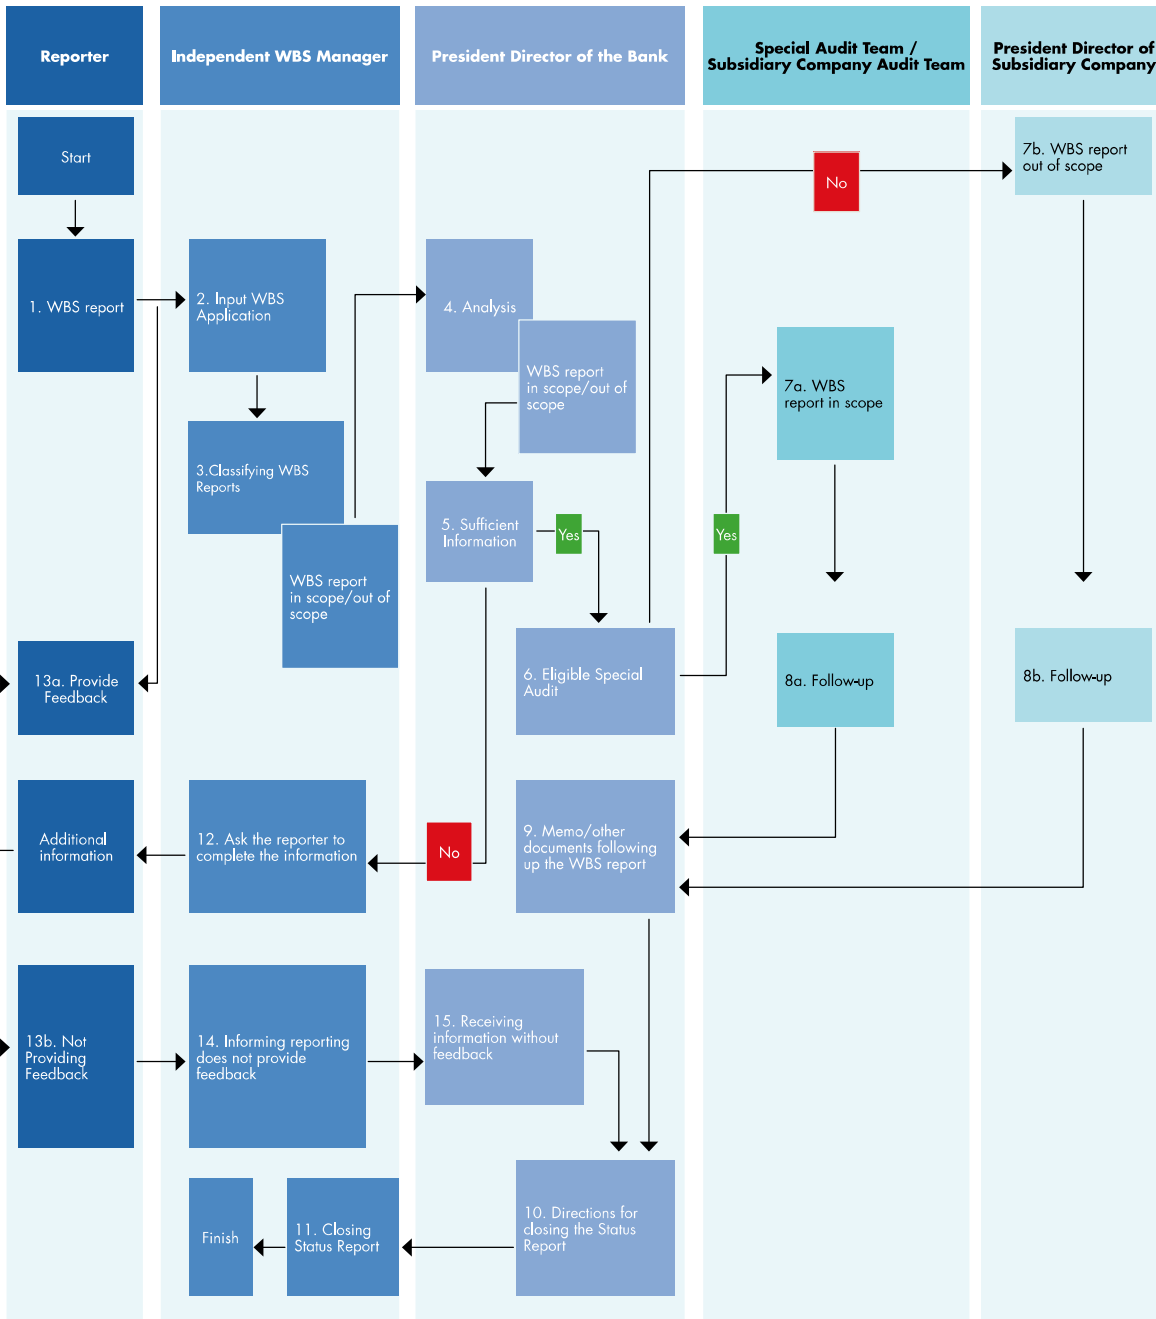 Reporter
Independent WBS Manager
President Director of the Bank
Special Audit Team /
Subsidiary Company Audit Team
President Director of
Subsidiary Company
Start
7b. WBS report
out of scope
No
1. WBS report
2. Input WBS
Application
4. Analysis
WBS report
in scope/out of
scope
7a. WBS
report in scope
3.Classifying WBS
Reports
WBS report
in scope/out of
scope
5. Sufficient
Information
Yes
Yes
13a. Provide
Feedback
6. Eligible Special
Audit
8a. Follow-up
8b. Follow-up
Additional
information
12. Ask the reporter to
complete the information
No
9. Memo/other
documents following
up the WBS report
13b. Not
Providing
Feedback
14. Informing reporting
does not provide
feedback
15. Receiving
information without
feedback
Finish
11. Closing
Status Report
10. Directions for
closing the Status
Report